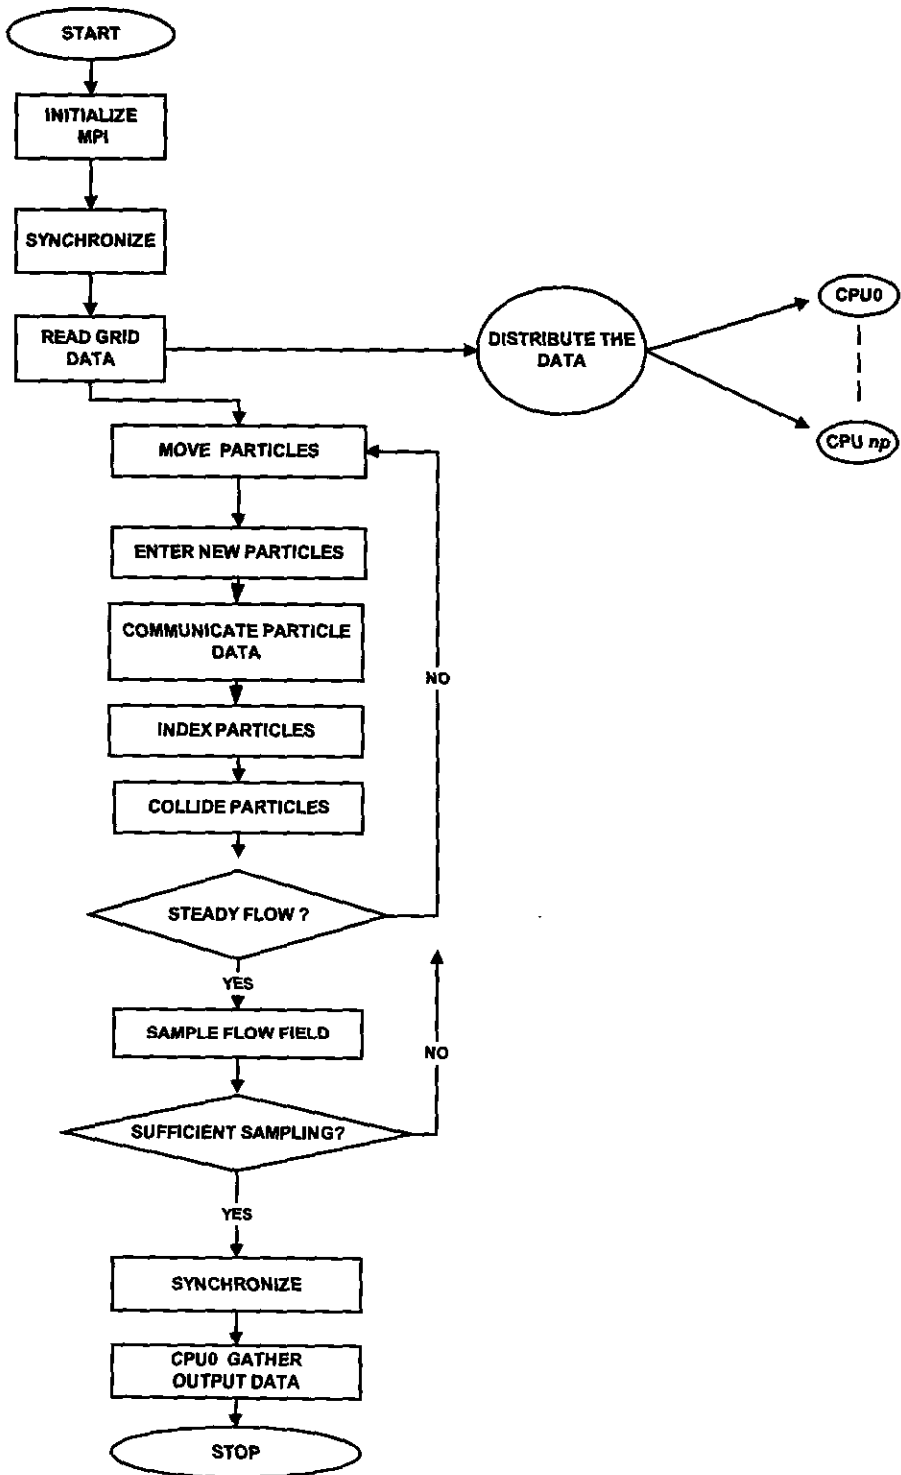 START
INITIALIZE
MPI
SYNCHRONIZE
READ GRID
DATA
DISTRIBUTE THE
DATA
CPU0
CPU np
MOVE PARTICLES
ENTER NEW PARTICLES
COMMUNICATE PARTICLE
DATA
NO
INDEX PARTICLES
COLLIDE PARTICLES
STEADY FLOW ?
YES
SAMPLE FLOW FIELD
NO
SUFFICIENT SAMPLING?
YES
SYNCHRONIZE
CPU0 GATHER
OUTPUT DATA
STOP